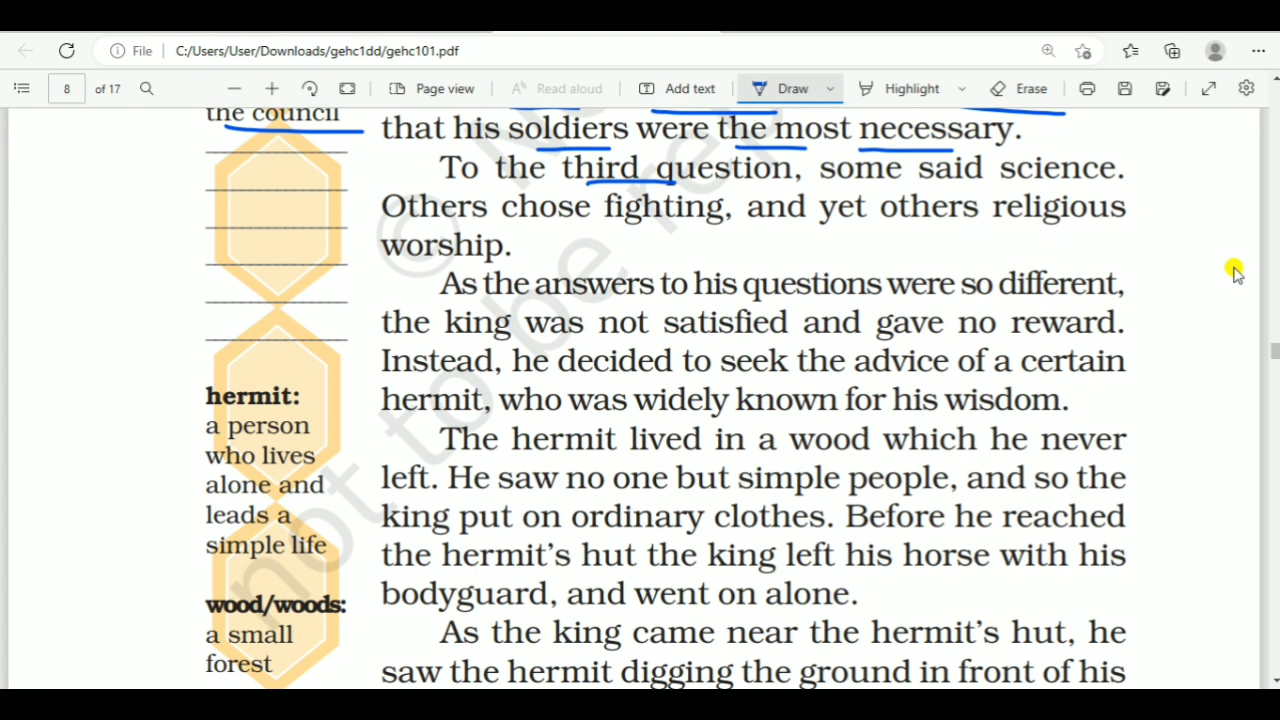 File
C:/Users/User/Downloads/gehc1dd/gehc101.pdf
8 of 17
Page view
Read aloud
Add text
Draw
Highlight
Erase
the council
hermit:
a person
who lives
alone and
leads a
simple life
wood/woods:
a small
forest
that his soldiers were the most necessary.
To the third question, some said science.
Others chose fighting, and yet others religious
worship.
As the answers to his questions were so different,
the king was not satisfied and gave no reward.
Instead, he decided to seek the advice of a certain
hermit, who was widely known for his wisdom.
The hermit lived in a wood which he never
left. He saw no one but simple people, and so the
king put on ordinary clothes. Before he reached
the hermit's hut the king left his horse with his
bodyguard, and went on alone.
As the king came near the hermit's hut, he
saw the hermit digging the ground in front of his
©
not to be